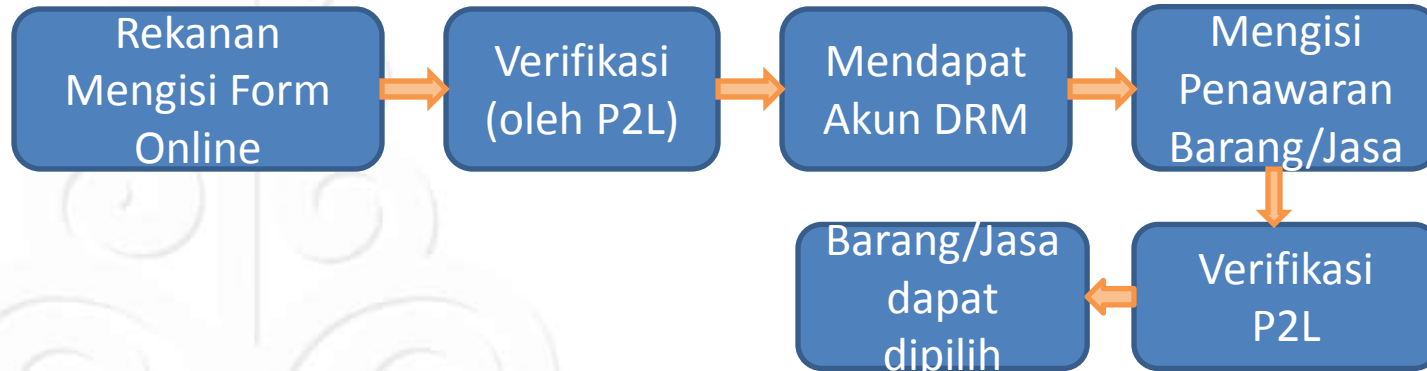 Rekanan
Mengisi Form
Online
Verifikasi
(oleh P2L)
Mendapat
Akun DRM
Mengisi
Penawaran
Barang/Jasa
Verifikasi
P2L
Barang/Jasa
dapat
dipilih